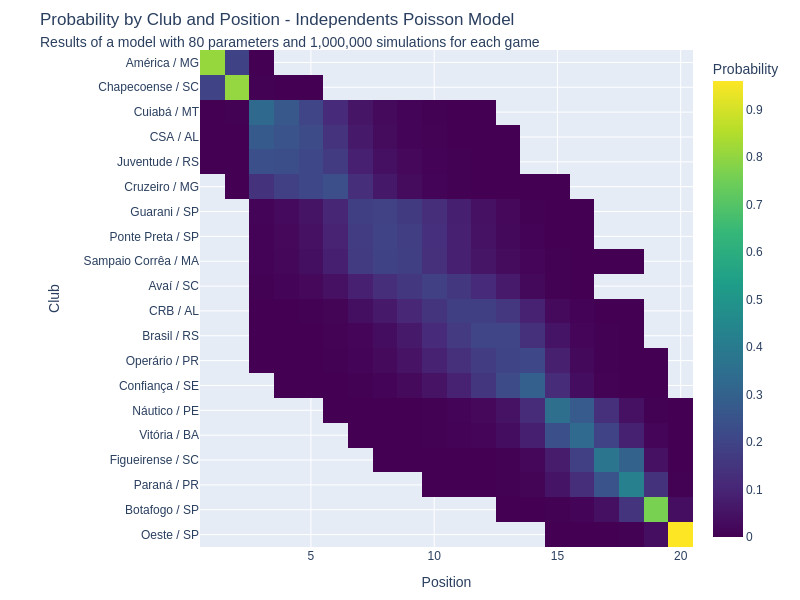 Probability by Club and Position - Independents Poisson Model
Results of a model with 80 parameters and 1,000,000 simulations for each game
Probability
América / MG
Chapecoense / SC
Cuiabá / MT
CSA / AL
Juventude / RS
Cruzeiro / MG
Guarani / SP
Ponte Preta / SP
Sampaio Corrêa / MA
Avaí / SC
CRB / AL
Brasil / RS
Operário / PR
Confiança / SE
Náutico / PE
Vitória / BA
Figueirense / SC
Paraná / PR
Botafogo / SP
Oeste / SP
Club
5 10 15 20
Position
0.9
0.8
0.7
0.6
0.5
0.4
0.3
0.2
0.1
0